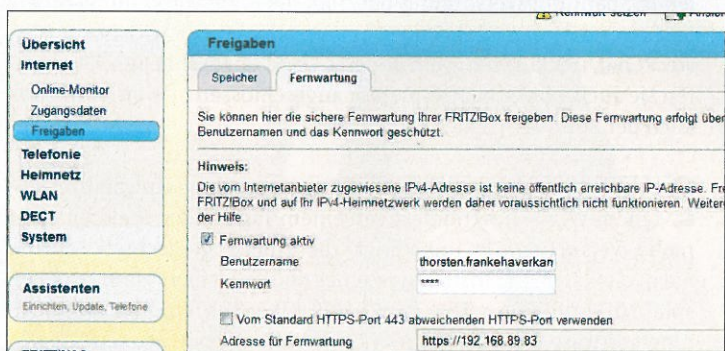 Kennwort setzen
Übersicht
Internet
Online-Monitor
Zugangsdaten
Freigaben
Telefonie
Heimnetz
WLAN
DECT
System
Assistenten
Einrichten, Update, Telefone
Freigaben
Speicher Fernwartung
Sie können hier die sichere Fernwartung Ihrer FRITZ!Box freigeben. Diese Fernwartung erfolgt über
Benutzernamen und das Kennwort geschützt.
Hinweis:
Die vom Internetanbieter zugewiesene IPv4-Adresse ist keine öffentlich erreichbare IP-Adresse. Fre
FRITZ!Box und auf Ihr IPv4-Heimnetzwerk werden daher voraussichtlich nicht funktionieren. Weitere
der Hilfe.
Fernwartung aktiv
Benutzername thorsten.frankehaverkan
Kennwort ****
Vom Standard HTTPS-Port 443 abweichenden HTTPS-Port verwenden
Adresse für Fernwartung https://192.168.89.83